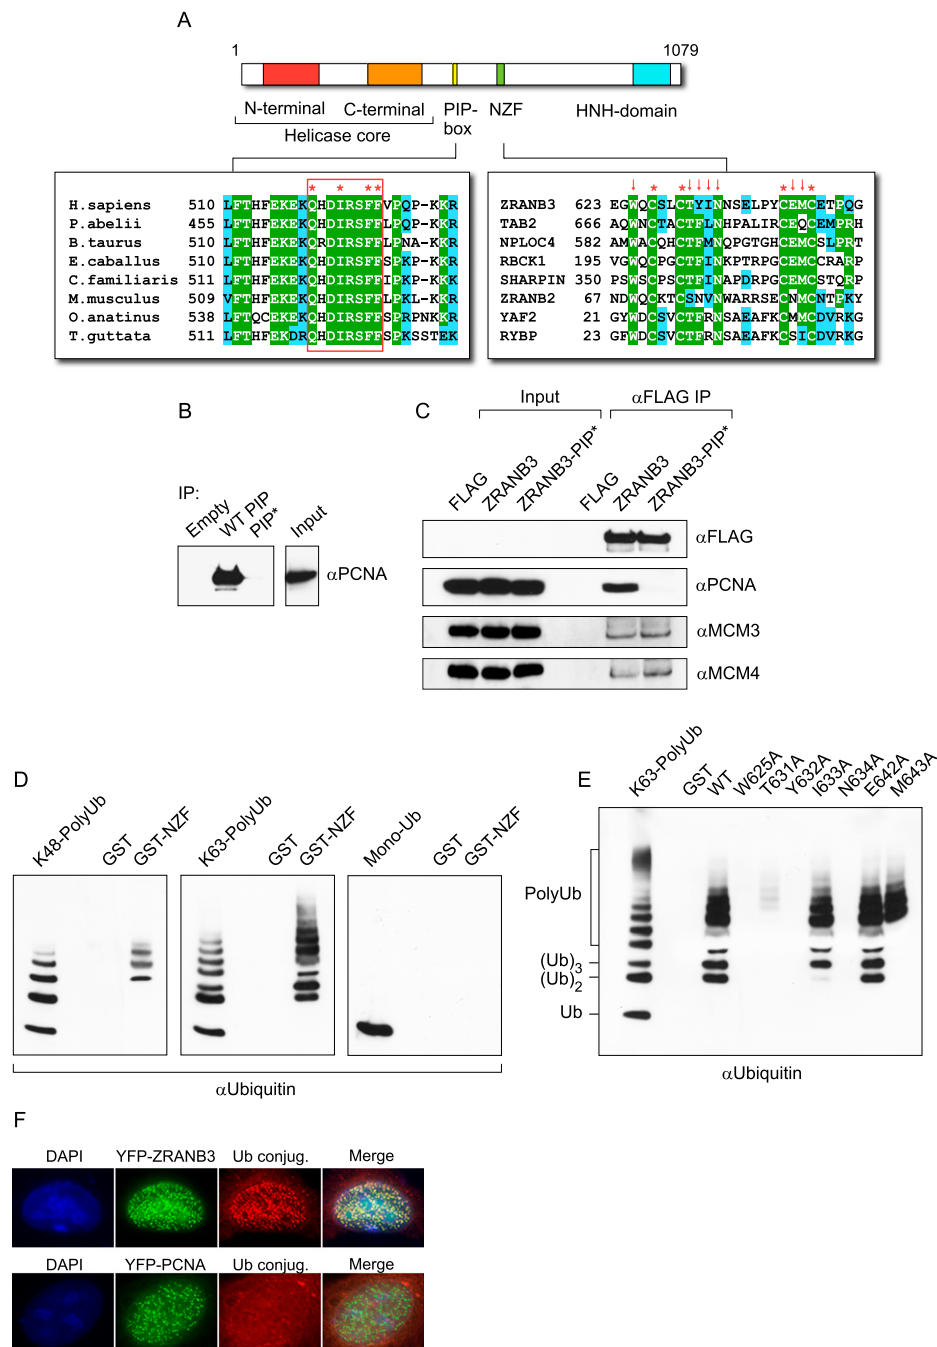 A
1 1079
N-terminal C-terminal PIP-box NZF HNH-domain
Helicase core
* * * *
H.sapiens 510 LFTHFEKEKQHDIRSFFVPQP-KKR
P.abelii 455 LFTHFEKEKQHDIRSFFLPQP-KKR
B.taurus 510 LFTHFEKEKQRDIRSFFLPNA-KKR
E.caballus 510 LFTHFEKEKQHDIRSFFLPQP-KKR
C.familiaris 511 LFTHFEKEKQHDIRSFFLPKP-KKR
M.musculus 509 VFTHFEKEKQHDIRSFFLPKL-KKR
O.anatinus 538 LFTQCEKEKQHDIRSFFSPRPNKKR
T.guttata 511 LFTHFEKDRQHDIRSFFSPKSSTEK
* * * *
ZRANB3 623 EGWQCSLCTYINNSELPYCEMCETPQG
TAB2 666 AQWNCTACTFLNHPALIRCEQCEMPRH
NPLOC4 582 AMWACQHCTFMNQPGTGHCEMCSLPRT
RBCK1 195 VGWQCPGCTFINKPTRPGCEMCCRARP
SHARPIN 350 PSWSCPSCTFINAPDRPGCEMCSTQRP
ZRANB2 67 NDWQCKTCSNVNWARRSECNMCNTPKY
YAF2 21 GYWDCSVCTFRNSAEAFKCMMCDVRKG
RYBP 23 GFWDCSVCTFRNSAEAFKCSICDVRKG
B
IP:
Empty WT PIP PIP* Input
αPCNA
C
Input αFLAG IP
FLAG ZRANB3 ZRANB3-PIP* FLAG ZRANB3 ZRANB3-PIP*
αFLAG
αPCNA
αMCM3
αMCM4
D
K48-PolyUb GST GST-NZF K63-PolyUb GST GST-NZF Mono-Ub GST GST-NZF
αUbiquitin
E
K63-PolyUb GST WT W625A T631A Y632A I633A N634A E642A M643A
PolyUb
(Ub)3
(Ub)2
Ub
αUbiquitin
F
DAPI YFP-ZRANB3 Ub conjug. Merge
DAPI YFP-PCNA Ub conjug. Merge